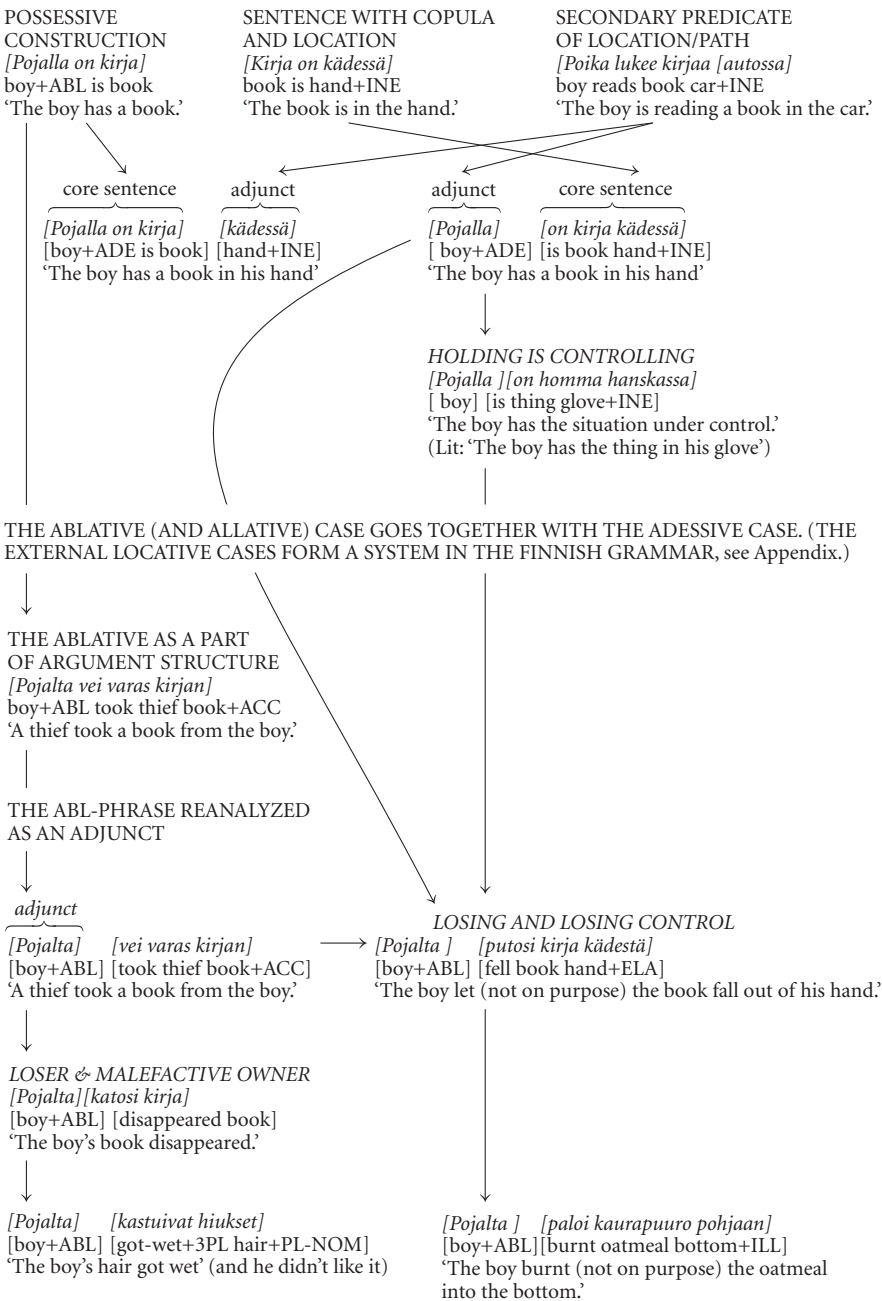 POSSESSIVE
CONSTRUCTION
[Pojalla on kirja]
boy+ABL is book
‘The boy has a book.’
SENTENCE WITH COPULA
AND LOCATION
[Kirja on kädessä]
book is hand+INE
‘The book is in the hand.’
SECONDARY PREDICATE
OF LOCATION/PATH
[Poika lukee kirjaa [autossa]
boy reads book car+INE
‘The boy is reading a book in the car.’
core sentence adjunct
[Pojalla on kirja] [kädessä]
[boy+ADE is book] [hand+INE]
‘The boy has a book in his hand’
adjunct core sentence
[Pojalla] [on kirja kädessä]
[ boy+ADE] [is book hand+INE]
‘The boy has a book in his hand’
HOLDING IS CONTROLLING
[Pojalla ][on homma hanskassa]
[ boy] [is thing glove+INE]
‘The boy has the situation under control.’
(Lit: ‘The boy has the thing in his glove’)
THE ABLATIVE (AND ALLATIVE) CASE GOES TOGETHER WITH THE ADESSIVE CASE. (THE
EXTERNAL LOCATIVE CASES FORM A SYSTEM IN THE FINNISH GRAMMAR, see Appendix.)
THE ABLATIVE AS A PART
OF ARGUMENT STRUCTURE
[Pojalta vei varas kirjan]
boy+ABL took thief book+ACC
‘A thief took a book from the boy.’
THE ABL-PHRASE REANALYZED
AS AN ADJUNCT
adjunct
[Pojalta] [vei varas kirjan]
[boy+ABL] [took thief book+ACC]
‘A thief took a book from the boy.’
LOSING AND LOSING CONTROL
[Pojalta ] [putosi kirja kädestä]
[boy+ABL] [fell book hand+ELA]
‘The boy let (not on purpose) the book fall out of his hand.’
LOSER & MALEFACTIVE OWNER
[Pojalta][katosi kirja]
[boy+ABL] [disappeared book]
‘The boy’s book disappeared.’
[Pojalta] [kastuivat hiukset]
[boy+ABL] [got-wet+3PL hair+PL-NOM]
‘The boy’s hair got wet’ (and he didn’t like it)
[Pojalta ] [paloi kaurapuuro pohjaan]
[boy+ABL][burnt oatmeal bottom+ILL]
‘The boy burnt (not on purpose) the oatmeal
into the bottom.’